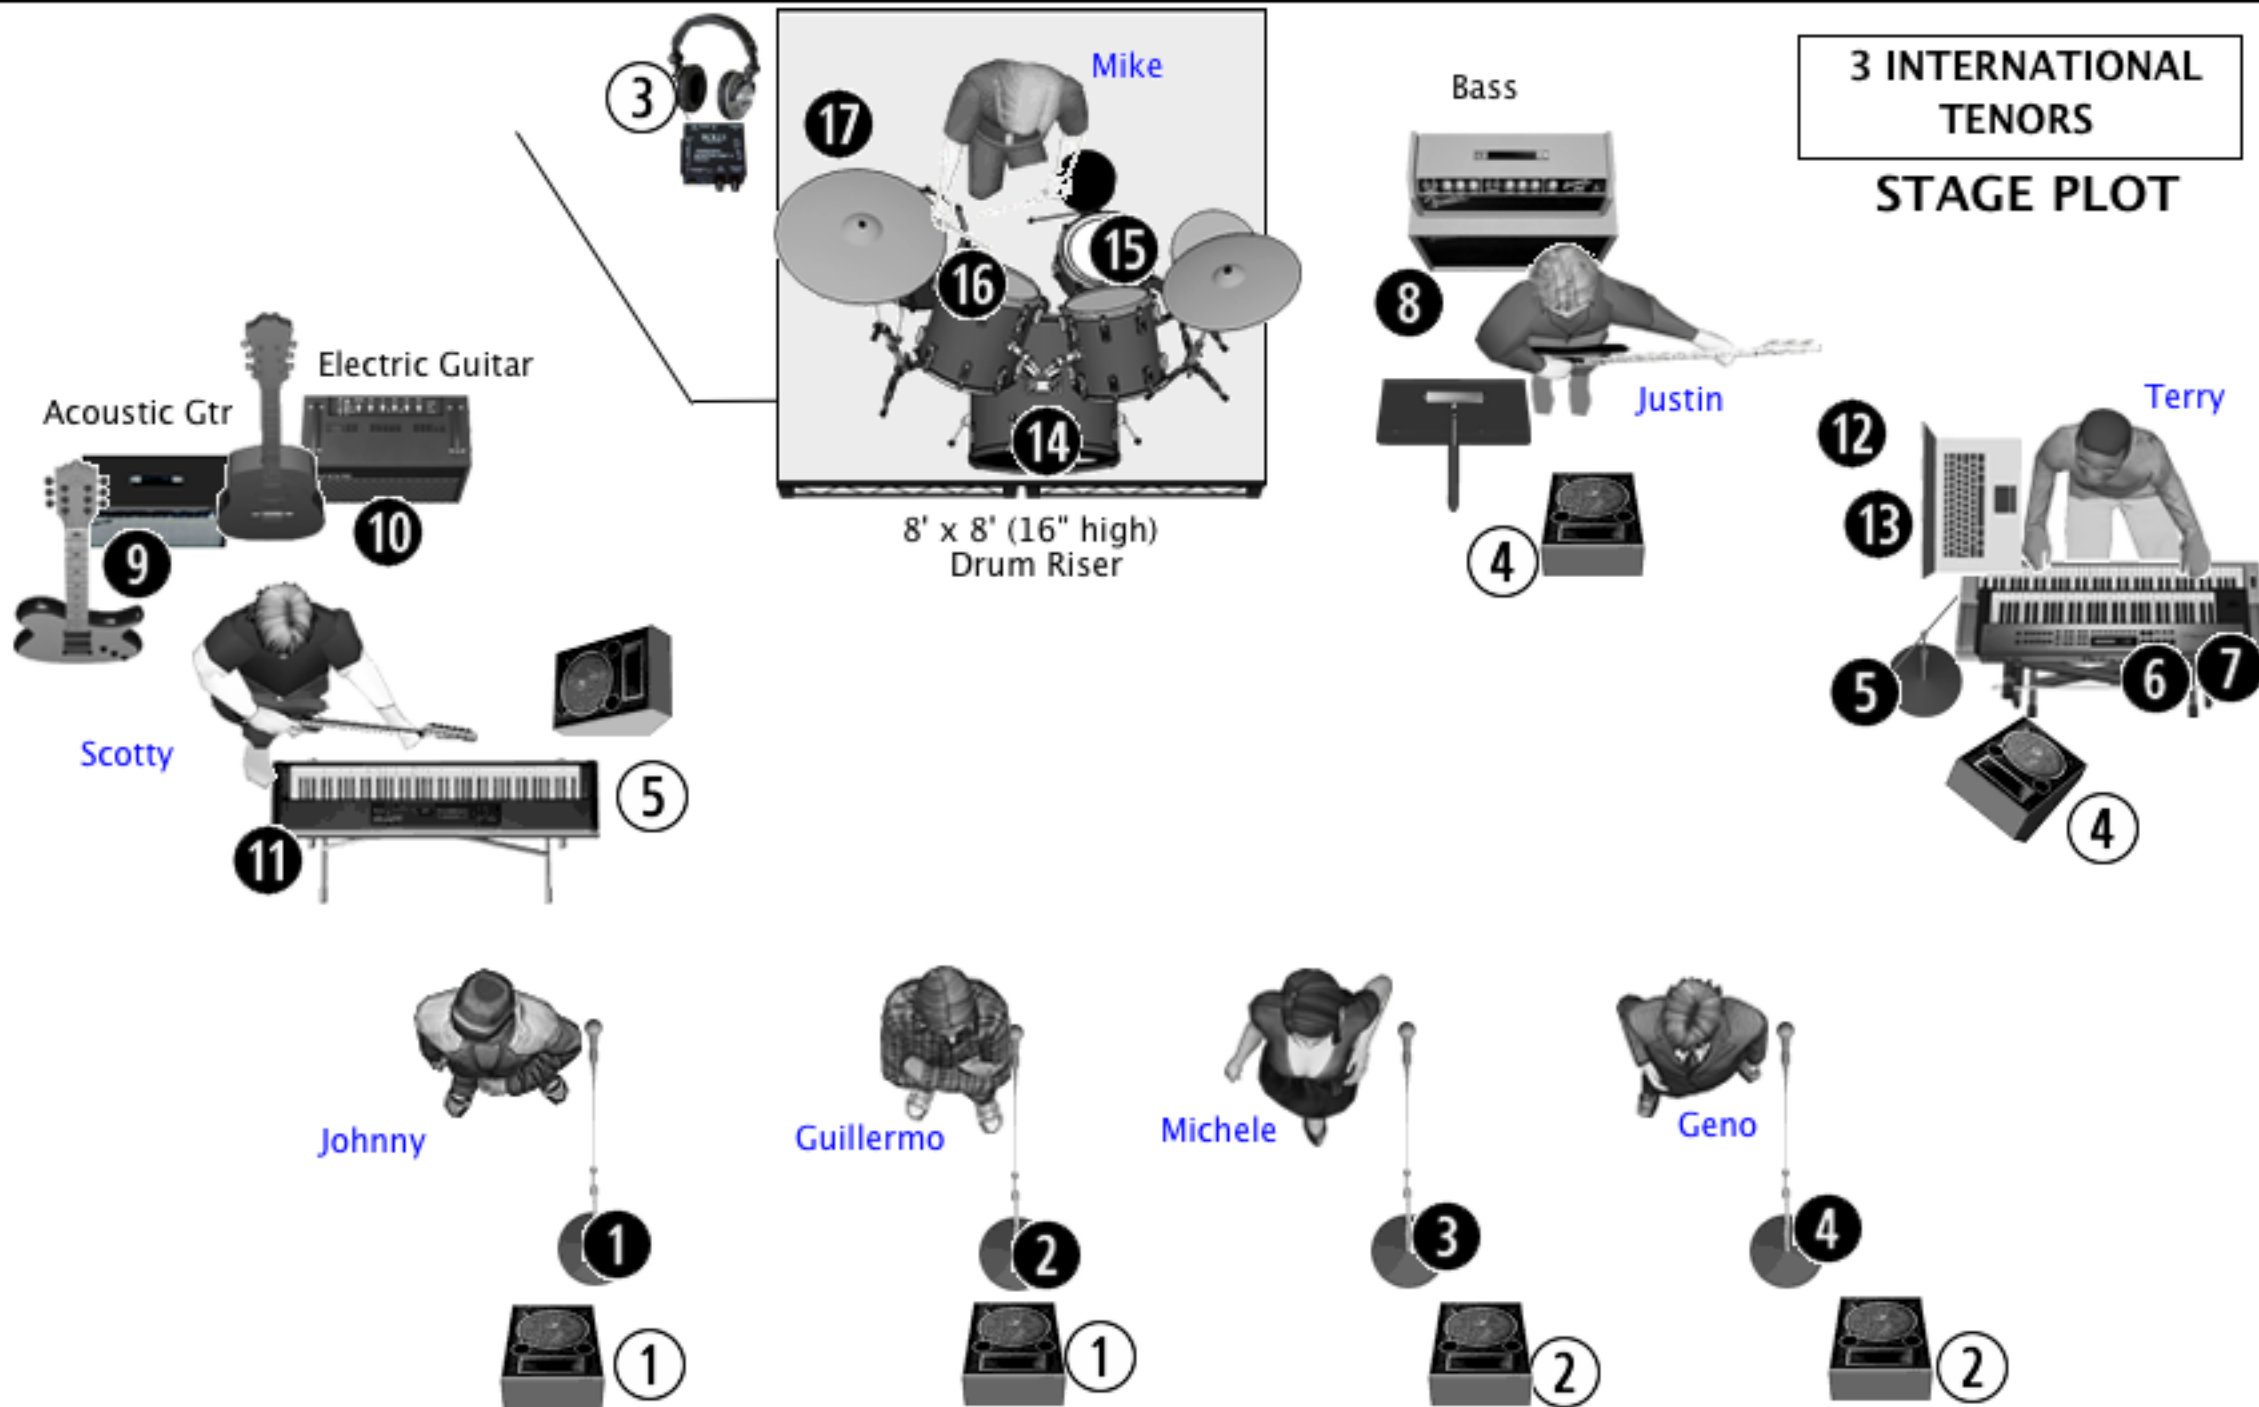 3 INTERNATIONAL
TENORS
STAGE PLOT
3
17
Mike
Bass
16
15
8
Justin
14
8' x 8' (16" high)
Drum Riser
4
Electric Guitar
Acoustic Gtr
10
9
Terry
12
13
5
6
7
4
Scotty
5
11
Johnny
Guillermo
Michele
Geno
1
2
3
4
1
1
2
2